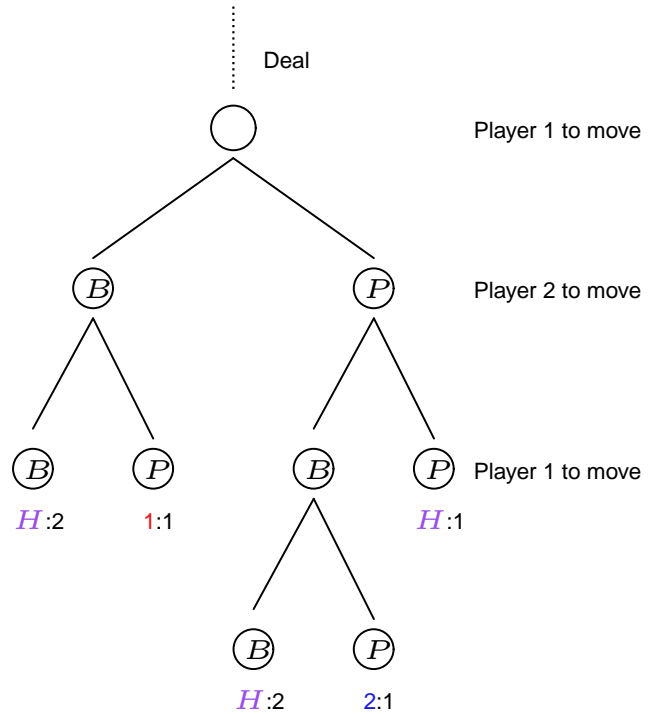 Deal
Player 1 to move
B P Player 2 to move
B P B P Player 1 to move
H:2 1:1 H:1
B P
H:2 2:1